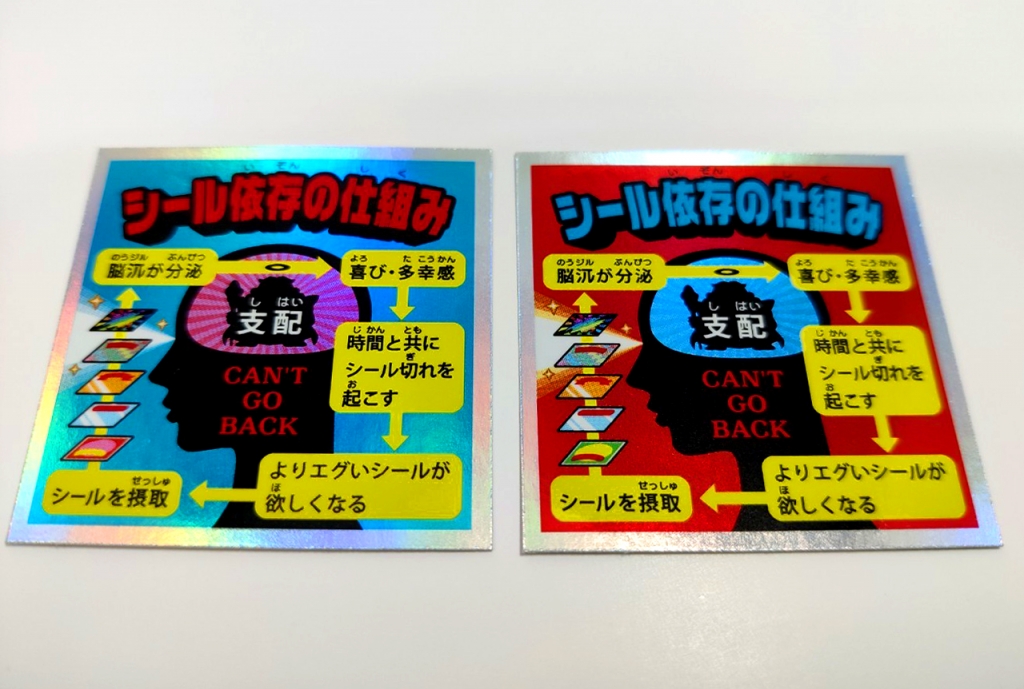 シール依存の仕組み
脳汁が分泌
喜び・多幸感
支配
時間と共に
シール切れを
起こす
CAN'T
GO
BACK
よりエグいシールが
欲しくなる
シールを摂取
シール依存の仕組み
脳汁が分泌
喜び・多幸感
支配
時間と共に
シール切れを
起こす
CAN'T
GO
BACK
よりエグいシールが
欲しくなる
シールを摂取